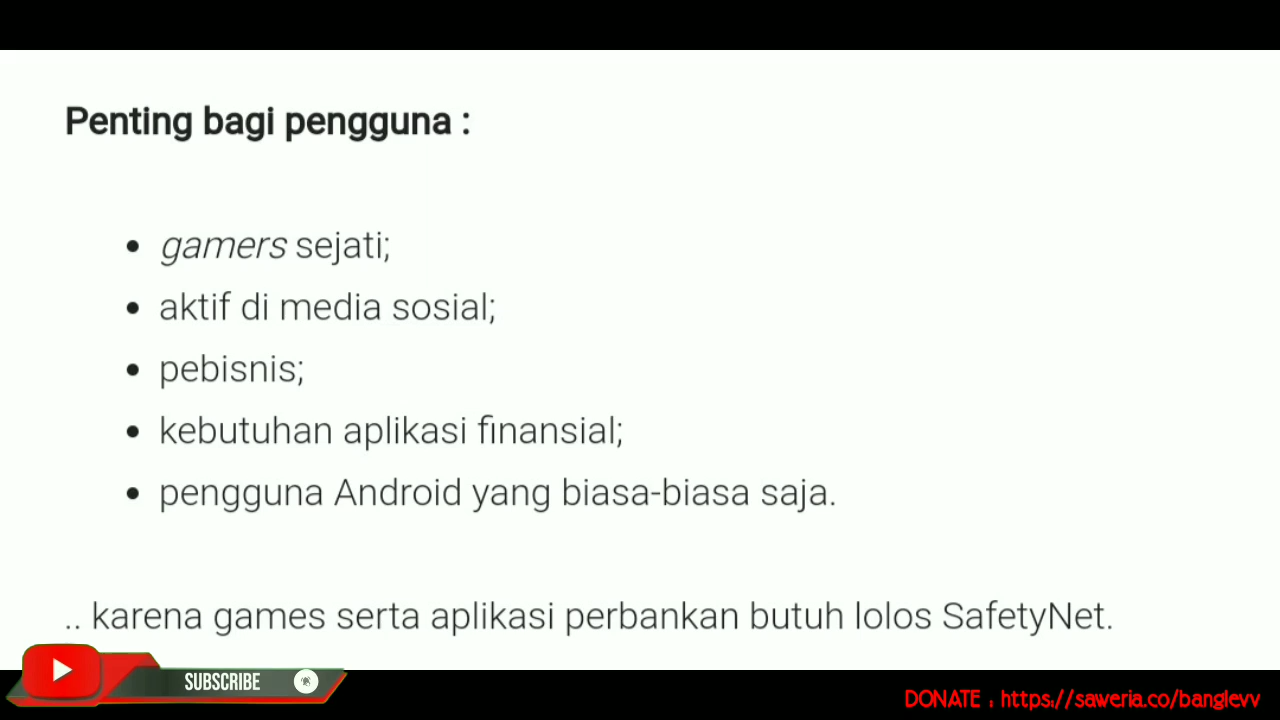 Penting bagi pengguna :
• gamers sejati;
• aktif di media sosial;
• pebisnis;
• kebutuhan aplikasi finansial;
• pengguna Android yang biasa-biasa saja.
.. karena games serta aplikasi perbankan butuh lolos SafetyNet.
SUBSCRIBE
DONATE : https://saweria.co/banglevv